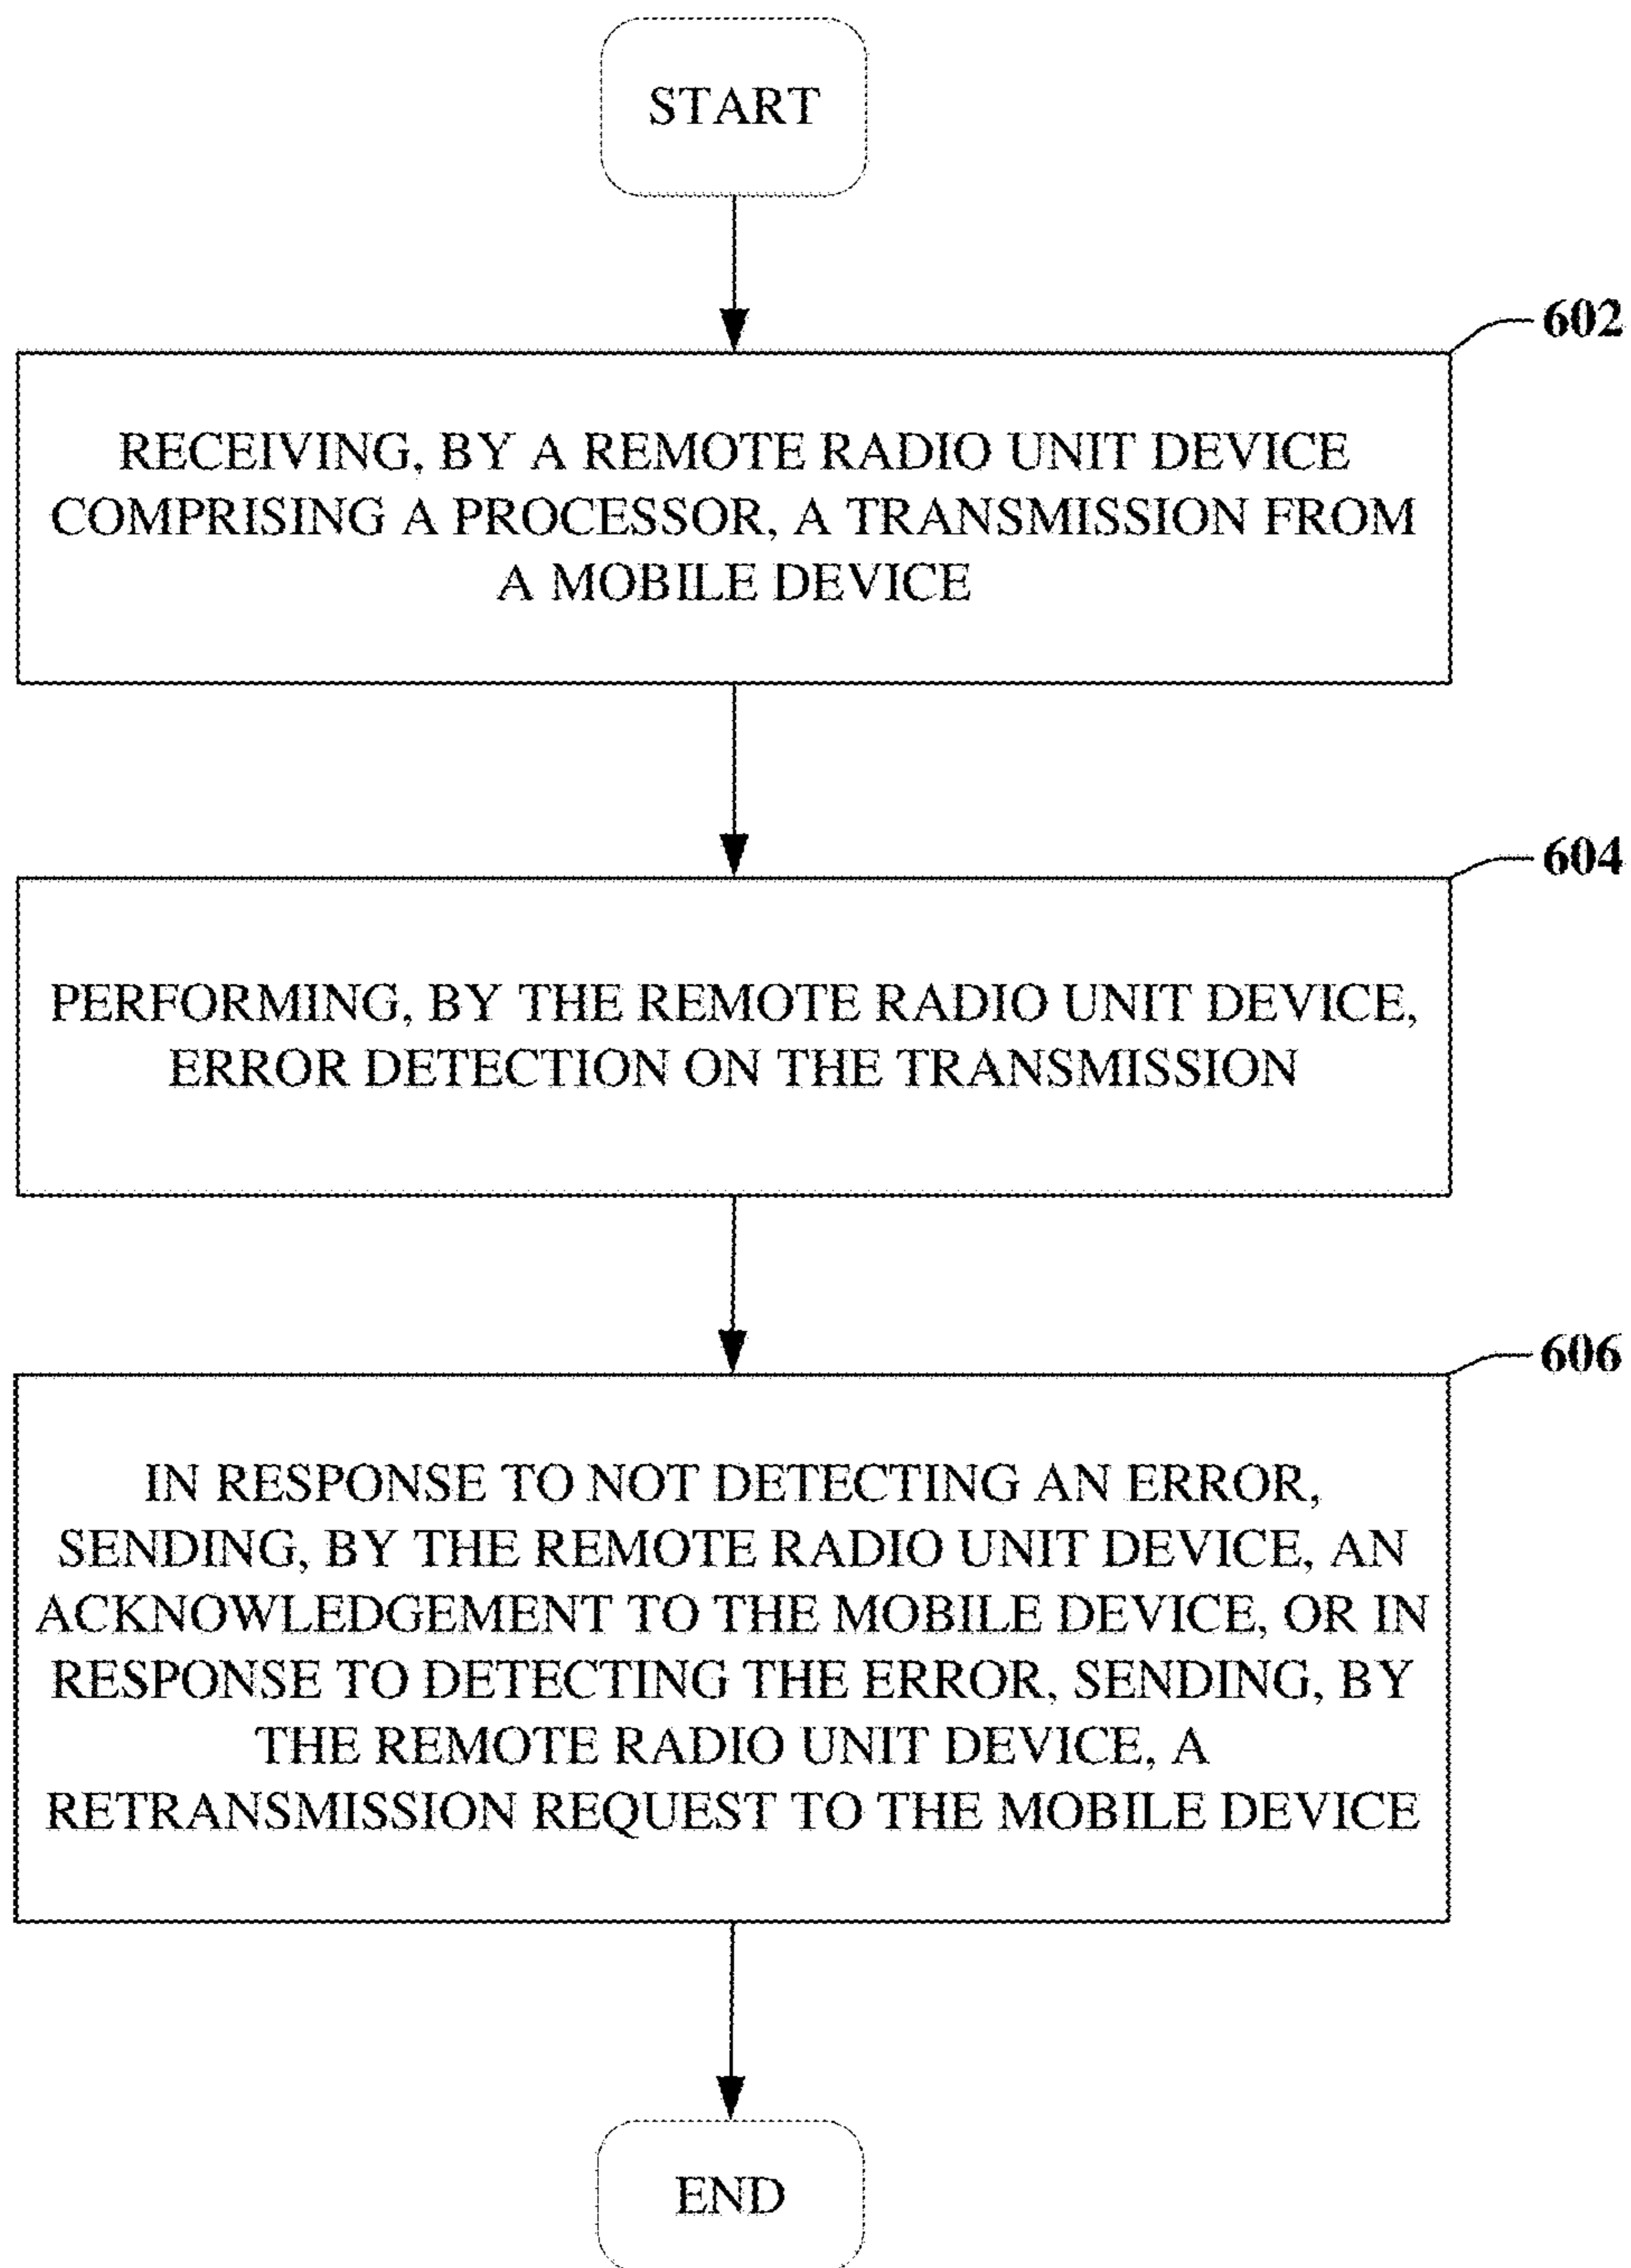 START
602
RECEIVING, BY A REMOTE RADIO UNIT DEVICE
COMPRISING A PROCESSOR, A TRANSMISSION FROM
A MOBILE DEVICE
604
PERFORMING, BY THE REMOTE RADIO UNIT DEVICE,
ERROR DETECTION ON THE TRANSMISSION
606
IN RESPONSE TO NOT DETECTING AN ERROR,
SENDING, BY THE REMOTE RADIO UNIT DEVICE, AN
ACKNOWLEDGEMENT TO THE MOBILE DEVICE, OR IN
RESPONSE TO DETECTING THE ERROR, SENDING, BY
THE REMOTE RADIO UNIT DEVICE, A
RETRANSMISSION REQUEST TO THE MOBILE DEVICE
END